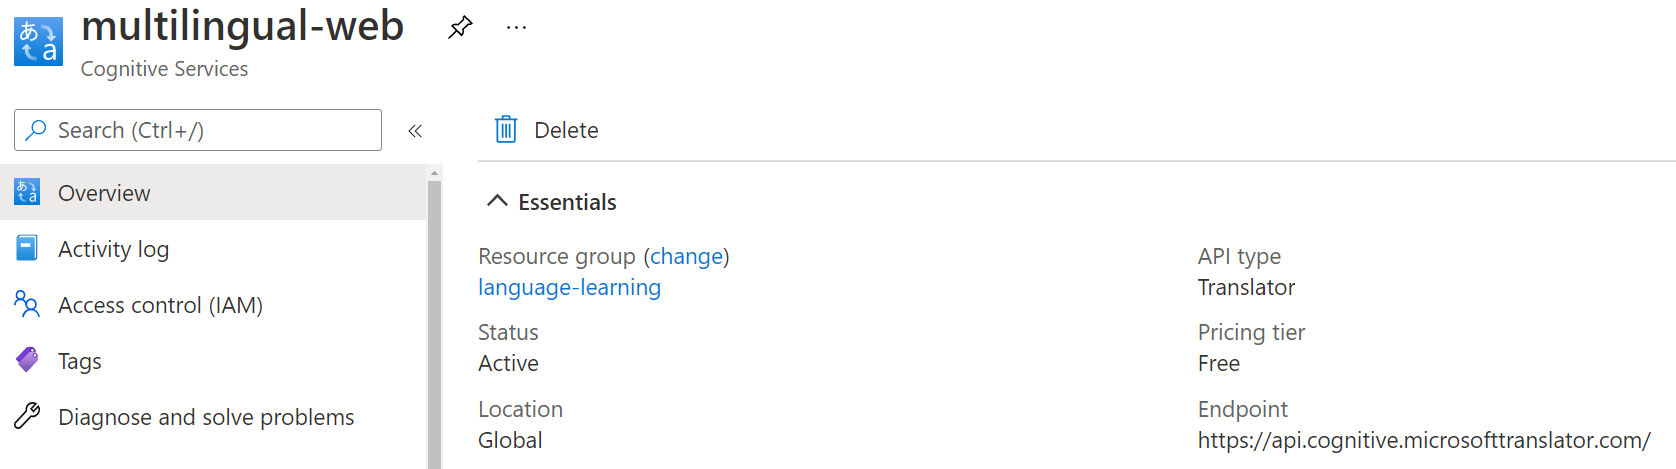 multilingual-web
...
Cognitive Services
Search (Ctrl+/)
«
Overview
Activity log
Access control (IAM)
Tags
Diagnose and solve problems
Delete
Essentials
Resource group (change)
language-learning
Status
Active
Location
Global
API type
Translator
Pricing tier
Free
Endpoint
https://api.cognitive.microsofttranslator.com/